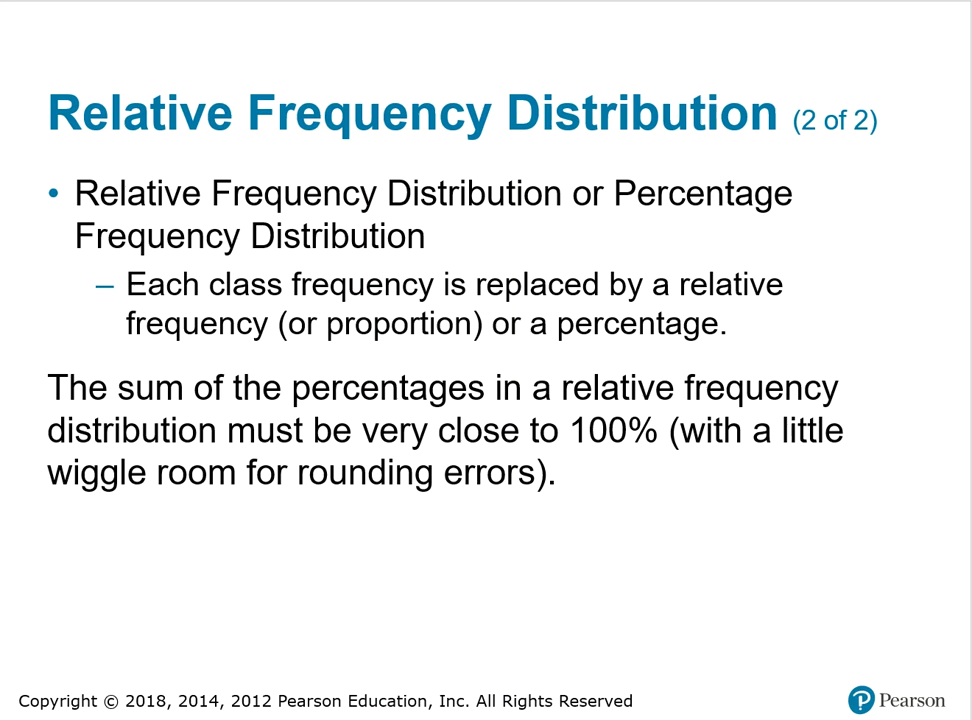 Relative Frequency Distribution (2 of 2)
• Relative Frequency Distribution or Percentage
Frequency Distribution
– Each class frequency is replaced by a relative
frequency (or proportion) or a percentage.
The sum of the percentages in a relative frequency
distribution must be very close to 100% (with a little
wiggle room for rounding errors).
Copyright © 2018, 2014, 2012 Pearson Education, Inc. All Rights Reserved
P Pearson